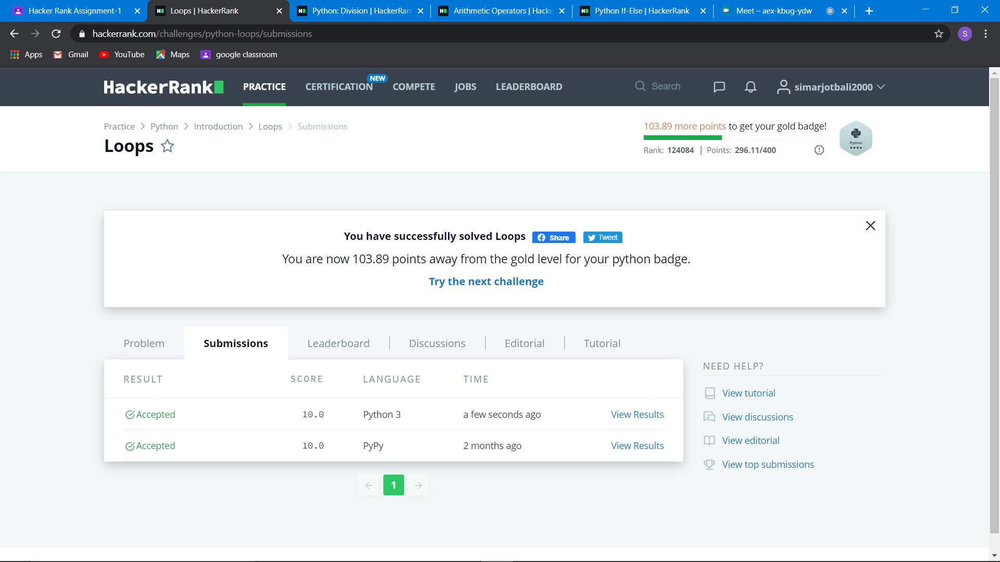 Hacker Rank Assignment-1
Loops | HackerRank
Python: Division | HackerRan
Arithmetic Operators | Hacke
Python If-Else | HackerRank
Meet – aex-kbug-ydw
hackerrank.com/challenges/python-loops/submissions
S
Apps
Gmail
YouTube
Maps
google classroom
HackerRank
PRACTICE
CERTIFICATION
NEW
COMPETE
JOBS
LEADERBOARD
Search
simarjotbali2000
Practice > Python > Introduction > Loops > Submissions
Loops
103.89 more points to get your gold badge!
Rank: 124084 | Points: 296.11/400
Python
You have successfully solved Loops
Share
Tweet
You are now 103.89 points away from the gold level for your python badge.
Try the next challenge
Problem
Submissions
Leaderboard
Discussions
Editorial
Tutorial
RESULT SCORE LANGUAGE TIME
Accepted 10.0 Python 3 a few seconds ago View Results
Accepted 10.0 PyPy 2 months ago View Results
1
NEED HELP?
View tutorial
View discussions
View editorial
View top submissions